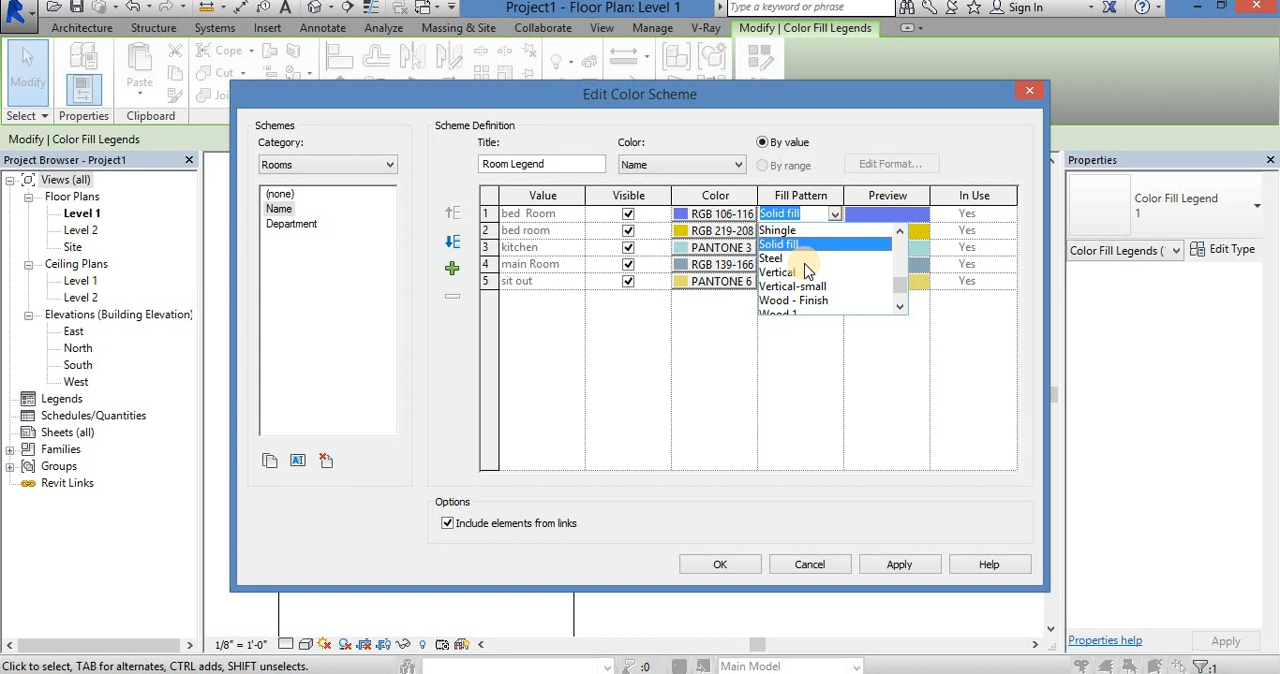 Project1 - Floor Plan: Level 1
Type a keyword or phrase
Sign In
Architecture Structure Systems Insert Annotate Analyze Massing & Site Collaborate View Manage V-Ray Modify | Color Fill Legends
Modify
Paste
Cope
Cut
Select Properties Clipboard
Modify | Color Fill Legends
Project Browser - Project1
Views (all)
Floor Plans
Level 1
Level 2
Site
Ceiling Plans
Level 1
Level 2
Elevations (Building Elevation)
East
North
South
West
Legends
Schedules/Quantities
Sheets (all)
Families
Groups
Revit Links
Edit Color Scheme
Schemes
Category:
Rooms
(none)
Name
Department
Scheme Definition
Title:
Room Legend
Color:
Name
By value
By range
Edit Format...
Value Visible Color Fill Pattern Preview In Use
1 bed Room RGB 106-116 Solid fill Yes
2 bed room RGB 219-208 Yes
3 kitchen PANTONE 3 Yes
4 main Room RGB 139-166 Yes
5 sit out PANTONE 6 Yes
Shingle
Solid fill
Steel
Vertical
Vertical-small
Wood - Finish
Wood 1
Options
Include elements from links
OK Cancel Apply Help
Properties
Color Fill Legend
1
Color Fill Legends (
Edit Type
Properties help
Apply
1/8" = 1'-0"
Click to select, TAB for alternates, CTRL adds, SHIFT unselects.
:0
Main Model
:1